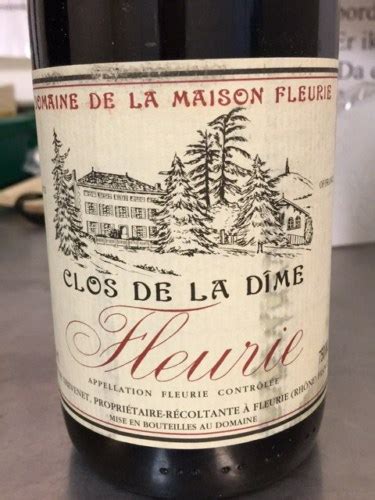 DOMAINE DE LA MAISON FLEURIE
CLOS DE LA DÎME
Fleurie
APPELLATION FLEURIE CONTRÔLÉE
PROPRIÉTAIRE-RÉCOLTANTE À FLEURIE (RHÔNE)
MISE EN BOUTEILLES AU DOMAINE